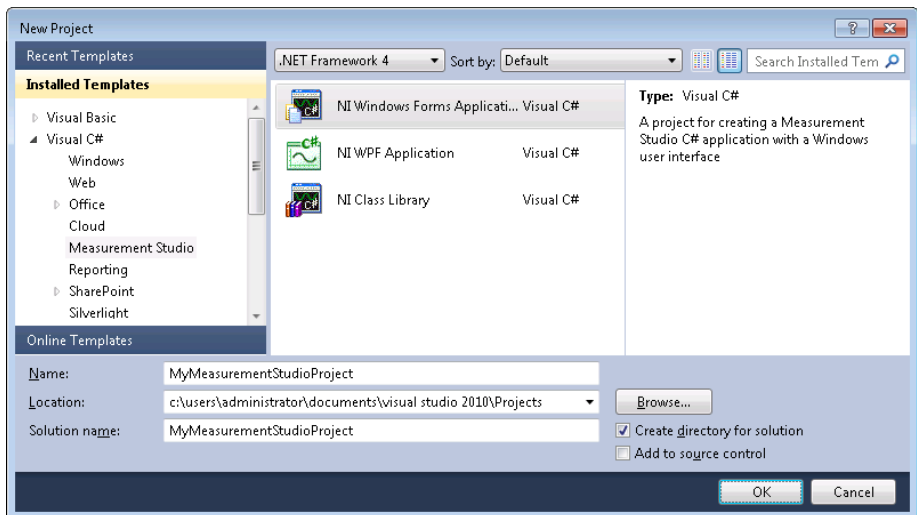 New Project
Recent Templates
Installed Templates
Visual Basic
Visual C#
Windows
Web
Office
Cloud
Measurement Studio
Reporting
SharePoint
Silverlight
Online Templates
.NET Framework 4
Sort by: Default
Search Installed Tem
NI Windows Forms Applicati... Visual C#
NI WPF Application Visual C#
NI Class Library Visual C#
Type: Visual C#
A project for creating a Measurement
Studio C# application with a Windows
user interface
Name: MyMeasurementStudioProject
Location: c:\users\administrator\documents\visual studio 2010\Projects
Browse...
Solution name: MyMeasurementStudioProject
Create directory for solution
Add to source control
OK
Cancel